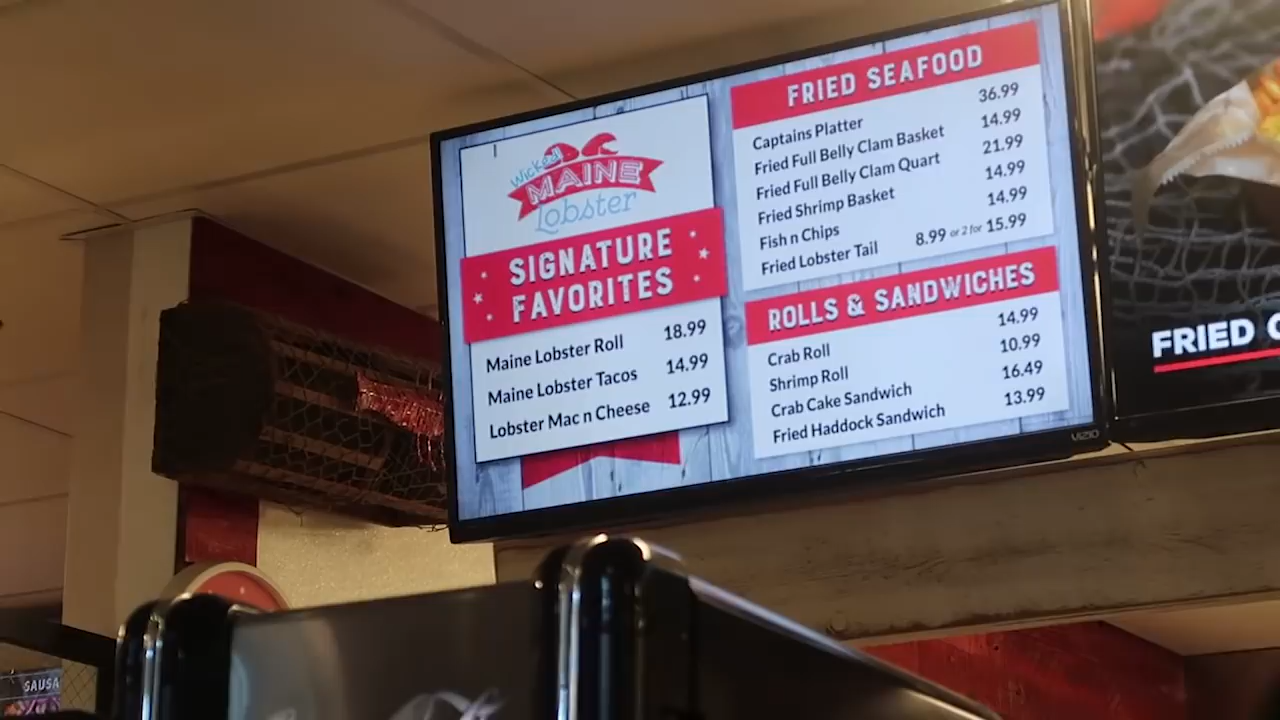 Wicked
MAINE
Lobster
SIGNATURE
FAVORITES
Maine Lobster Roll 18.99
Maine Lobster Tacos 14.99
Lobster Mac n Cheese 12.99
FRIED SEAFOOD
Captains Platter 36.99
Fried Full Belly Clam Basket 14.99
Fried Full Belly Clam Quart 21.99
Fried Shrimp Basket 14.99
Fish n Chips 14.99
Fried Lobster Tail 8.99 or 2 for 15.99
ROLLS & SANDWICHES
Crab Roll 14.99
Shrimp Roll 10.99
Crab Cake Sandwich 16.49
Fried Haddock Sandwich 13.99
VIZIO
FRIED
SAUSA